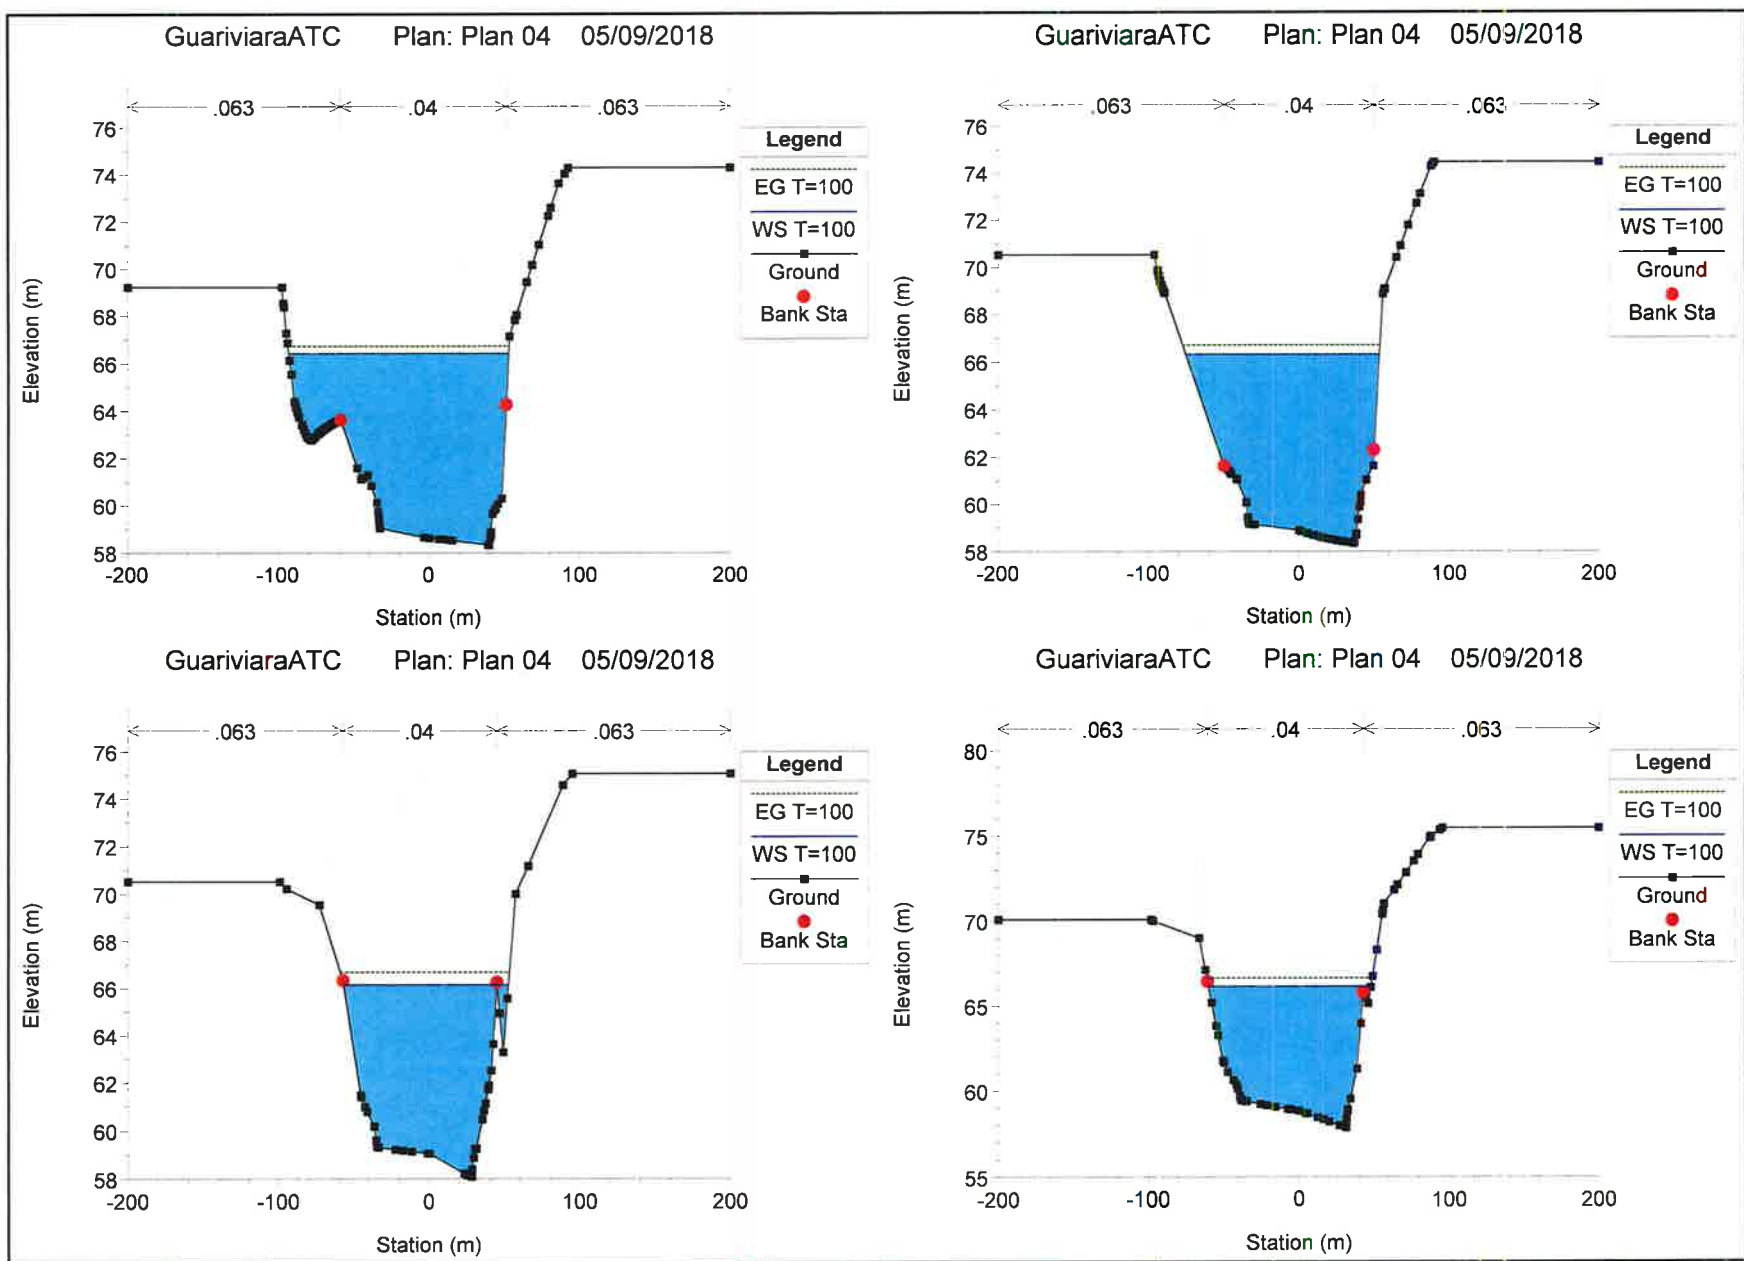 GuariviaraATC Plan: Plan 04 05/09/2018
.063 .04 .063
76
74
72
70
68
66
64
62
60
58
-200 -100 0 100 200
Elevation (m)
Station (m)
Legend
EG T=100
WS T=100
Ground
Bank Sta
GuariviaraATC Plan: Plan 04 05/09/2018
.063 .04 .063
76
74
72
70
68
66
64
62
60
58
-200 -100 0 100 200
Elevation (m)
Station (m)
Legend
EG T=100
WS T=100
Ground
Bank Sta
GuariviaraATC Plan: Plan 04 05/09/2018
.063 .04 .063
76
74
72
70
68
66
64
62
60
58
-200 -100 0 100 200
Elevation (m)
Station (m)
Legend
EG T=100
WS T=100
Ground
Bank Sta
GuariviaraATC Plan: Plan 04 05/09/2018
.063 .04 .063
80
75
70
65
60
55
-200 -100 0 100 200
Elevation (m)
Station (m)
Legend
EG T=100
WS T=100
Ground
Bank Sta